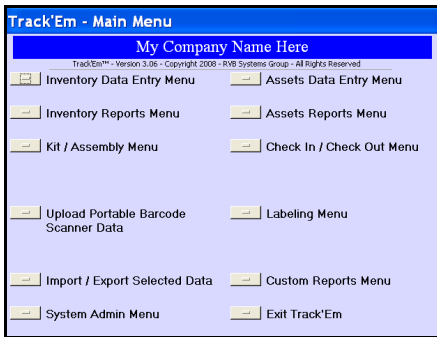 Track'Em - Main Menu
My Company Name Here
Track'Em™ - Version 3.06 - Copyright 2008 - RVB Systems Group - All Rights Reserved
Inventory Data Entry Menu
Assets Data Entry Menu
Inventory Reports Menu
Assets Reports Menu
Kit / Assembly Menu
Check In / Check Out Menu
Upload Portable Barcode
Scanner Data
Labeling Menu
Import / Export Selected Data
Custom Reports Menu
System Admin Menu
Exit Track'Em